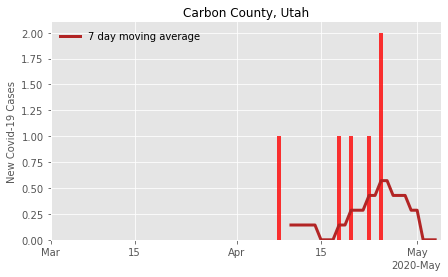 Carbon County, Utah
7 day moving average
New Covid-19 Cases
2.00
1.75
1.50
1.25
1.00
0.75
0.50
0.25
0.00
Mar 15 Apr 15 May
2020-May